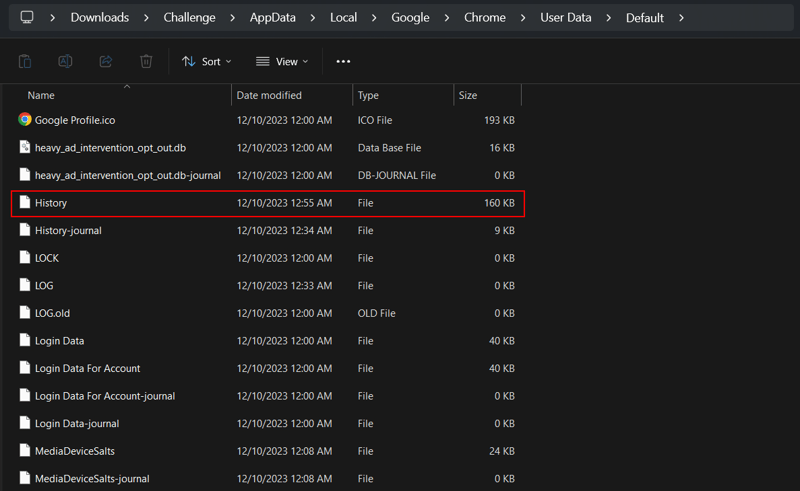 Downloads > Challenge > AppData > Local > Google > Chrome > User Data > Default >
Sort View •••
Name Date modified Type Size
Google Profile.ico 12/10/2023 12:00 AM ICO File 193 KB
heavy_ad_intervention_opt_out.db 12/10/2023 12:00 AM Data Base File 16 KB
heavy_ad_intervention_opt_out.db-journal 12/10/2023 12:00 AM DB-JOURNAL File 0 KB
History 12/10/2023 12:55 AM File 160 KB
History-journal 12/10/2023 12:34 AM File 9 KB
LOCK 12/10/2023 12:00 AM File 0 KB
LOG 12/10/2023 12:33 AM File 0 KB
LOG.old 12/10/2023 12:00 AM OLD File 0 KB
Login Data 12/10/2023 12:00 AM File 40 KB
Login Data For Account 12/10/2023 12:00 AM File 40 KB
Login Data For Account-journal 12/10/2023 12:00 AM File 0 KB
Login Data-journal 12/10/2023 12:00 AM File 0 KB
MediaDeviceSalts 12/10/2023 12:08 AM File 24 KB
MediaDeviceSalts-journal 12/10/2023 12:08 AM File 0 KB